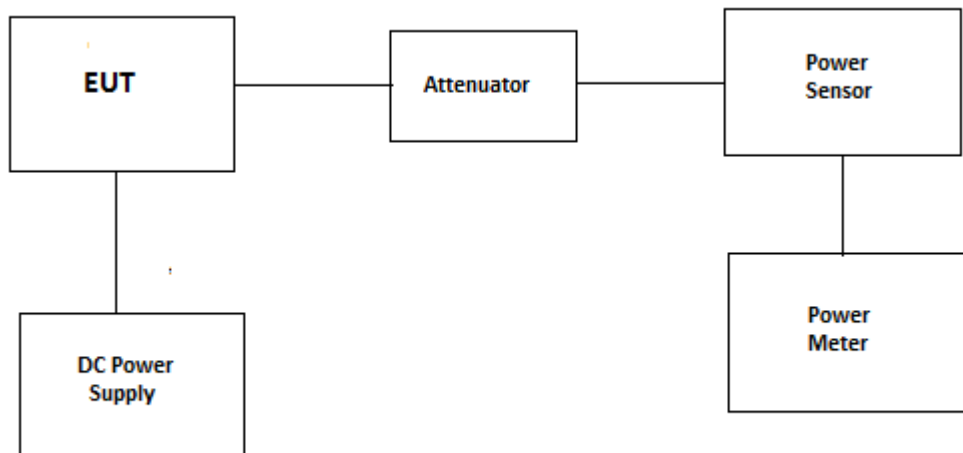 EUT
Attenuator
Power
Sensor
DC Power
Supply
Power
Meter